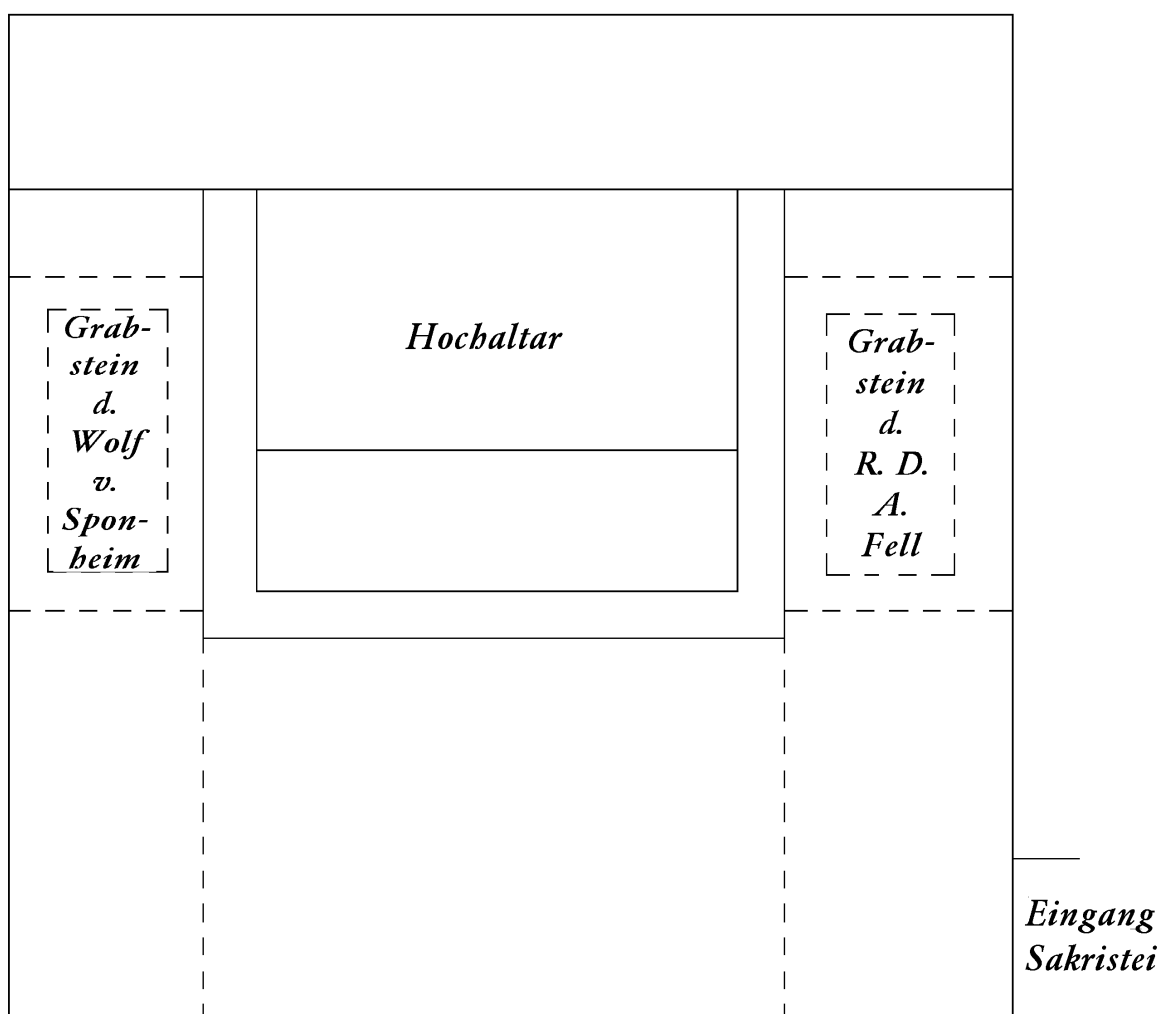 Grab-
stein
d.
Wolf
v.
Spon-
heim
Hochaltar
Grab-
stein
d.
R. D.
A.
Fell
Eingang
Sakristei